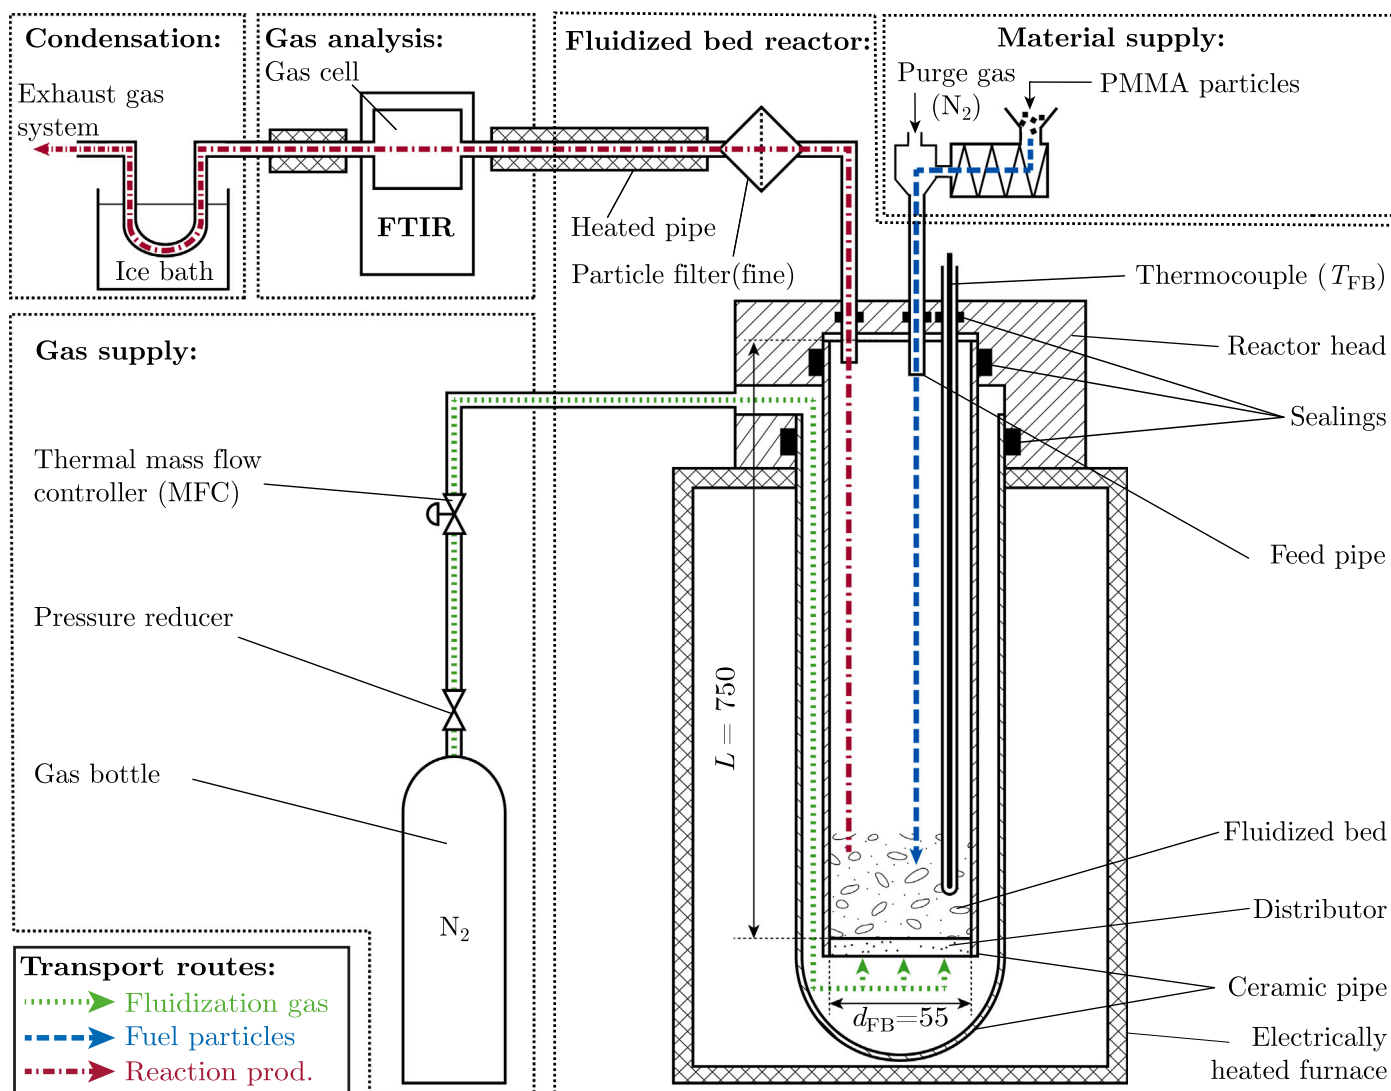 Condensation:
Exhaust gas
system
Ice bath
Gas analysis:
Gas cell
FTIR
Fluidized bed reactor:
Heated pipe
Particle filter(fine)
Material supply:
Purge gas
(N₂)
PMMA particles
Thermocouple (T_FB)
Reactor head
Sealings
Feed pipe
Fluidized bed
Distributor
Ceramic pipe
Electrically
heated furnace
L = 750
d_FB=55
Gas supply:
Thermal mass flow
controller (MFC)
Pressure reducer
Gas bottle
N₂
Transport routes:
Fluidization gas
Fuel particles
Reaction prod.